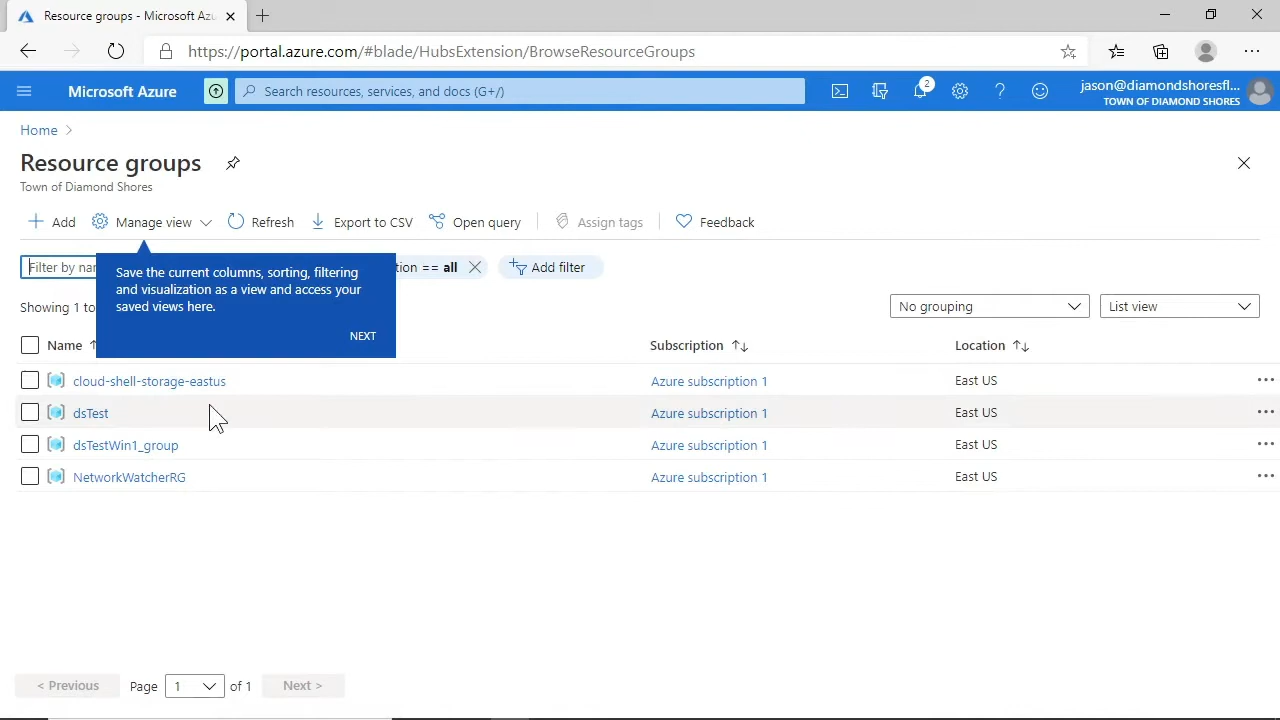 Resource groups - Microsoft Azu
https://portal.azure.com/#blade/HubsExtension/BrowseResourceGroups
Microsoft Azure
Search resources, services, and docs (G+/)
2
jason@diamondshoresfl...
TOWN OF DIAMOND SHORES
Home
Resource groups
Town of Diamond Shores
Add
Manage view
Refresh
Export to CSV
Open query
Assign tags
Feedback
Filter by nam
tion == all
Add filter
Save the current columns, sorting, filtering
and visualization as a view and access your
saved views here.
NEXT
Showing 1 to
No grouping
List view
Name
Subscription
Location
cloud-shell-storage-eastus Azure subscription 1 East US
dsTest Azure subscription 1 East US
dsTestWin1_group Azure subscription 1 East US
NetworkWatcherRG Azure subscription 1 East US
< Previous
Page 1 of 1
Next >